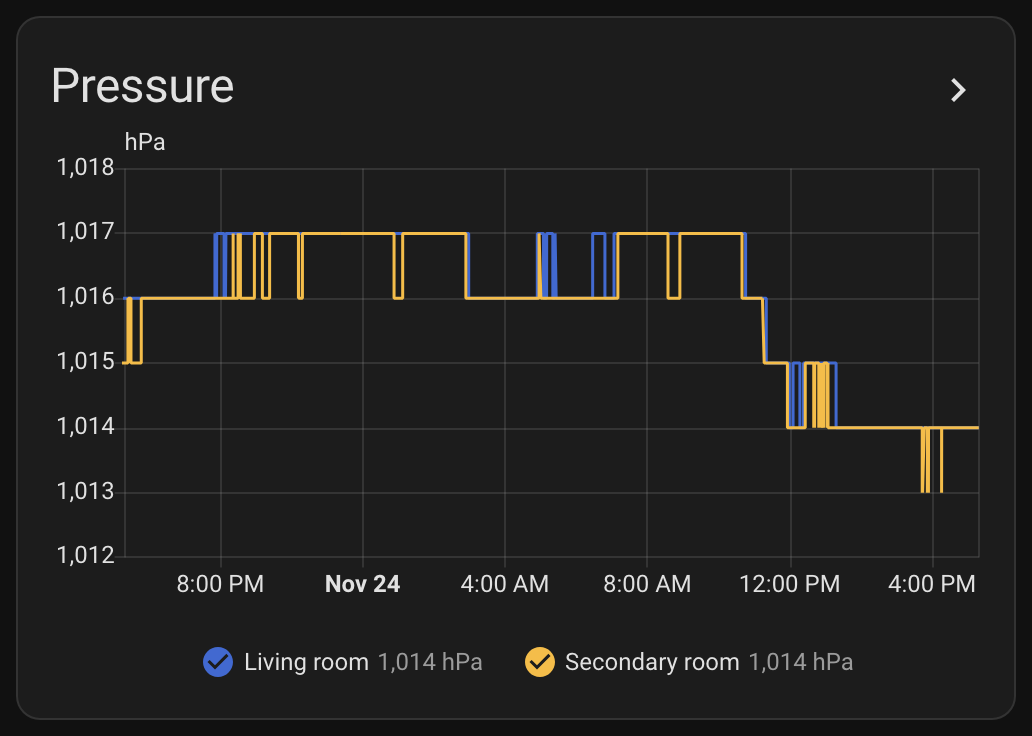 Pressure
hPa
1,018
1,017
1,016
1,015
1,014
1,013
1,012
8:00 PM Nov 24 4:00 AM 8:00 AM 12:00 PM 4:00 PM
Living room 1,014 hPa Secondary room 1,014 hPa